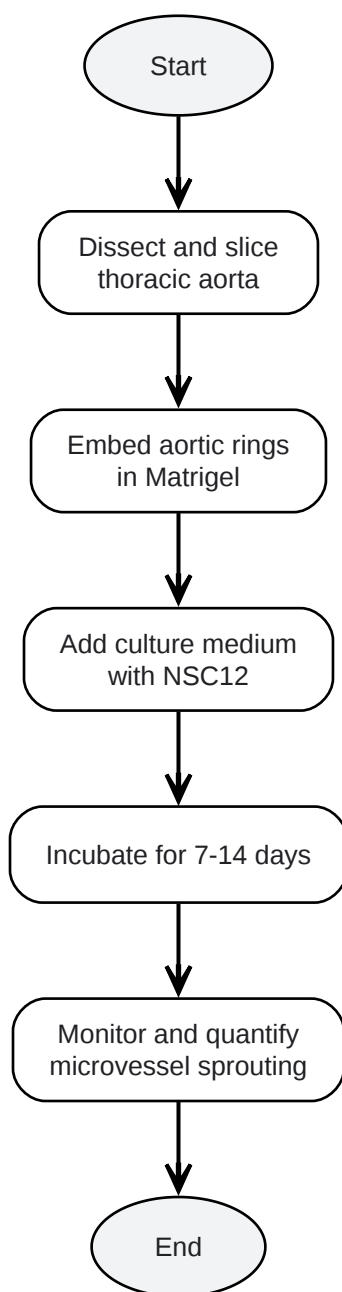 Start
Dissect and slice
thoracic aorta
Embed aortic rings
in Matrigel
Add culture medium
with NSC12
Incubate for 7-14 days
Monitor and quantify
microvessel sprouting
End